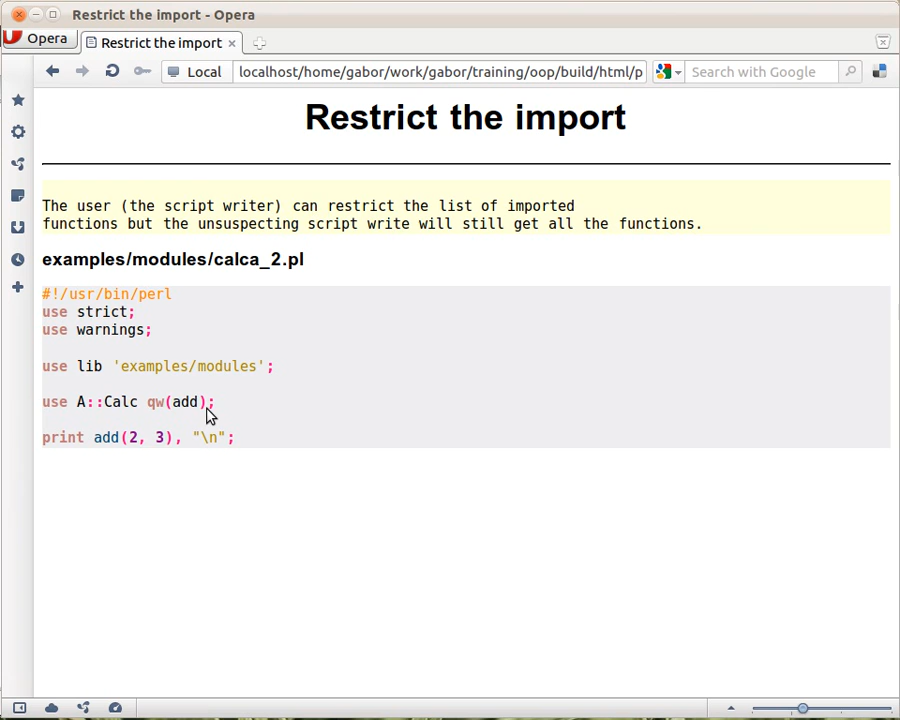 Restrict the import - Opera
Opera
Restrict the import
Local
localhost/home/gabor/work/gabor/training/oop/build/html/p
Search with Google
Restrict the import
The user (the script writer) can restrict the list of imported
functions but the unsuspecting script write will still get all the functions.
examples/modules/calca_2.pl
#!/usr/bin/perl
use strict;
use warnings;
use lib 'examples/modules';
use A::Calc qw(add);
print add(2, 3), "\n";